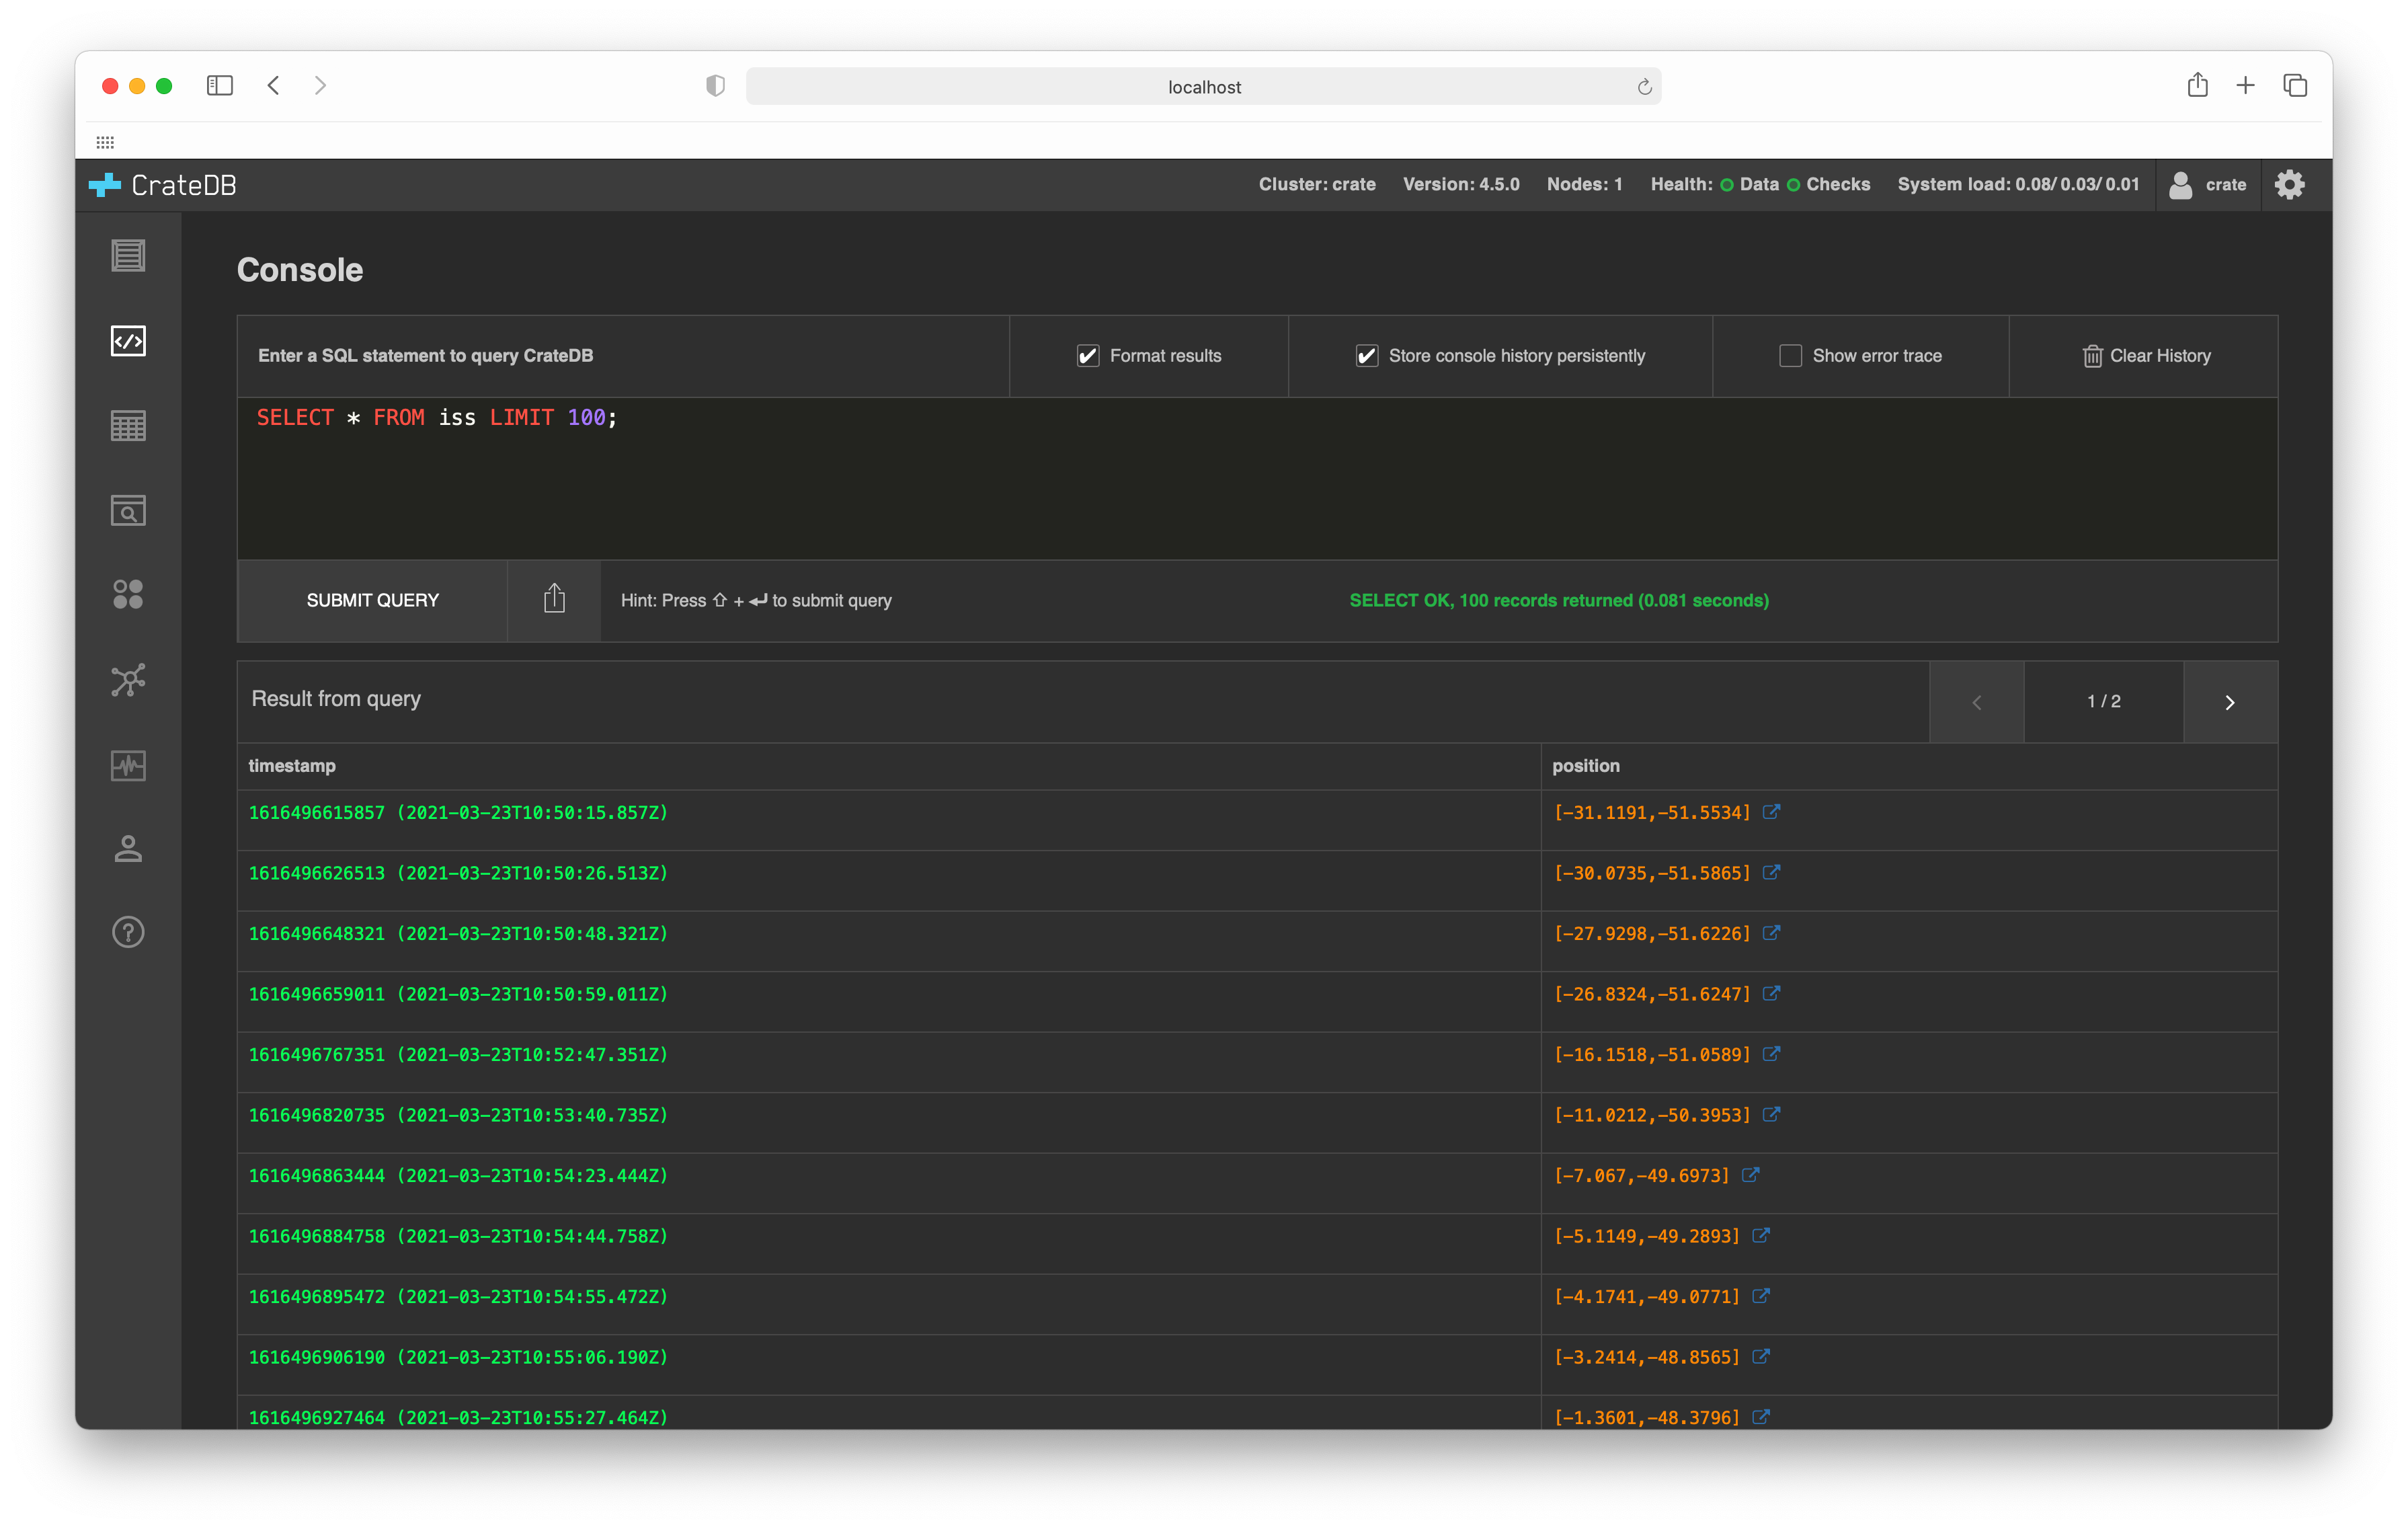 localhost
CrateDB
Cluster: crate Version: 4.5.0 Nodes: 1 Health: Data Checks System load: 0.08/ 0.03/ 0.01 crate
Console
Enter a SQL statement to query CrateDB Format results Store console history persistently Show error trace Clear History
SELECT * FROM iss LIMIT 100;
SUBMIT QUERY Hint: Press ⇧ + ↵ to submit query SELECT OK, 100 records returned (0.081 seconds)
Result from query 1 / 2
timestamp position
1616496615857 (2021-03-23T10:50:15.857Z) [-31.1191,-51.5534]
1616496626513 (2021-03-23T10:50:26.513Z) [-30.0735,-51.5865]
1616496648321 (2021-03-23T10:50:48.321Z) [-27.9298,-51.6226]
1616496659011 (2021-03-23T10:50:59.011Z) [-26.8324,-51.6247]
1616496767351 (2021-03-23T10:52:47.351Z) [-16.1518,-51.0589]
1616496820735 (2021-03-23T10:53:40.735Z) [-11.0212,-50.3953]
1616496863444 (2021-03-23T10:54:23.444Z) [-7.067,-49.6973]
1616496884758 (2021-03-23T10:54:44.758Z) [-5.1149,-49.2893]
1616496895472 (2021-03-23T10:54:55.472Z) [-4.1741,-49.0771]
1616496906190 (2021-03-23T10:55:06.190Z) [-3.2414,-48.8565]
1616496927464 (2021-03-23T10:55:27.464Z) [-1.3601,-48.3796]